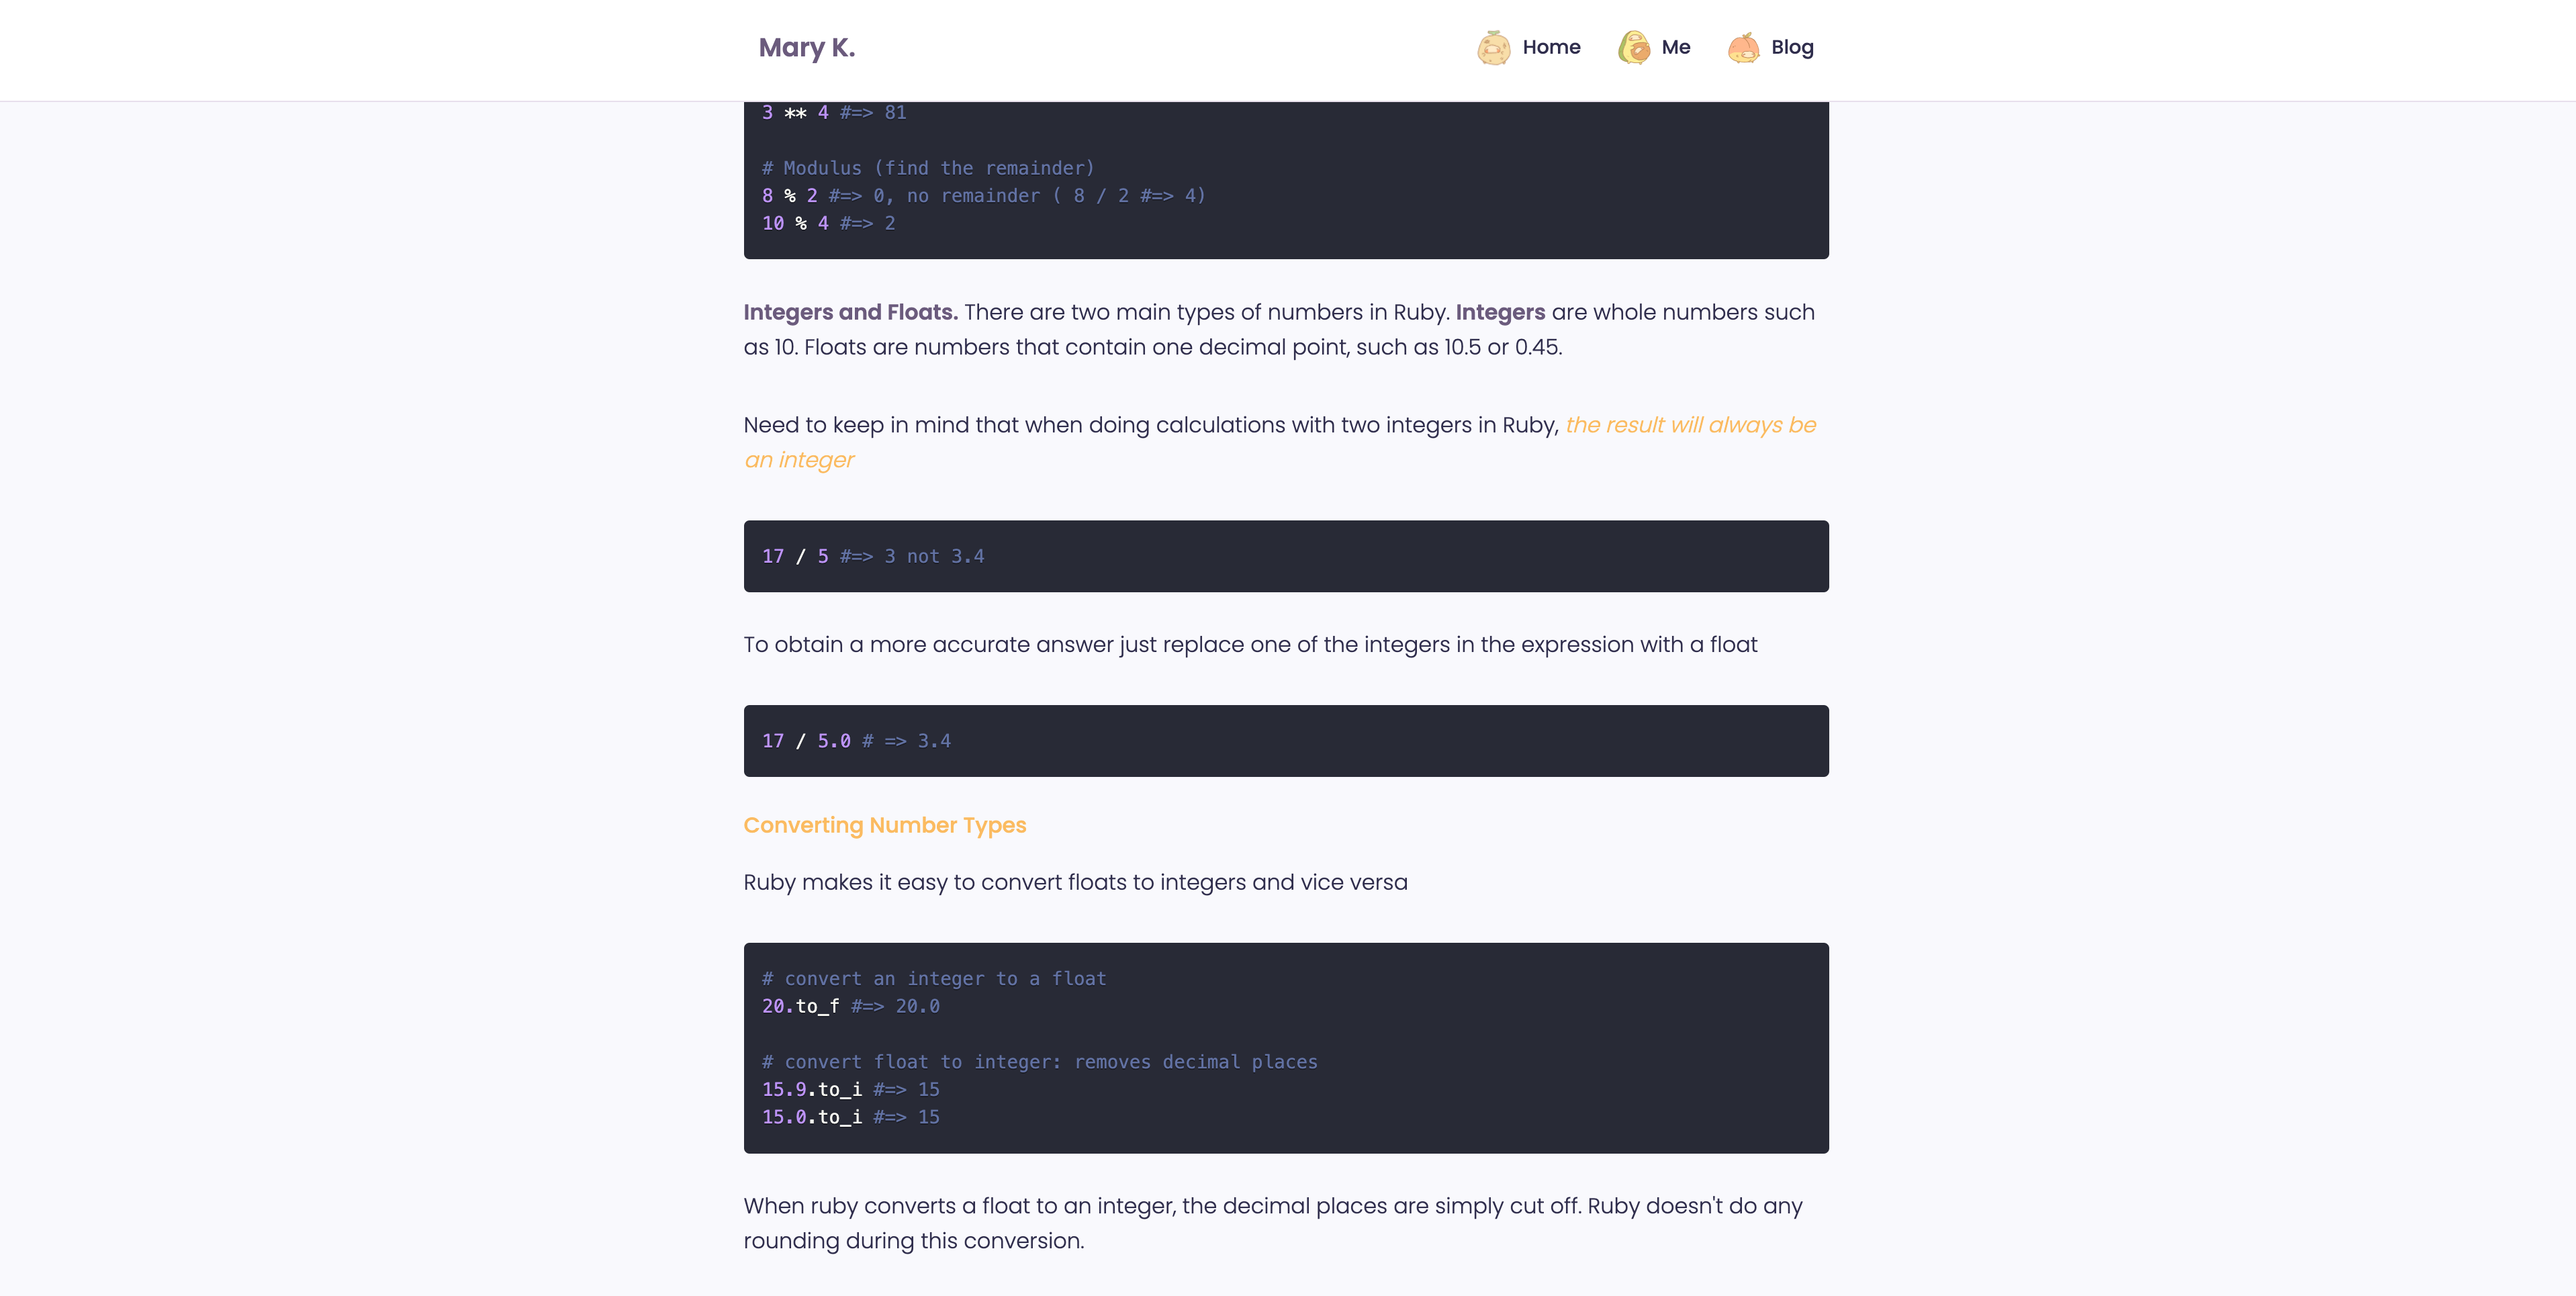 Mary K.
Home
Me
Blog
3 ** 4 #=> 81
# Modulus (find the remainder)
8 % 2 #=> 0, no remainder ( 8 / 2 #=> 4)
10 % 4 #=> 2
Integers and Floats. There are two main types of numbers in Ruby. Integers are whole numbers such
as 10. Floats are numbers that contain one decimal point, such as 10.5 or 0.45.
Need to keep in mind that when doing calculations with two integers in Ruby, the result will always be
an integer
17 / 5 #=> 3 not 3.4
To obtain a more accurate answer just replace one of the integers in the expression with a float
17 / 5.0 # => 3.4
Converting Number Types
Ruby makes it easy to convert floats to integers and vice versa
# convert an integer to a float
20.to_f #=> 20.0
# convert float to integer: removes decimal places
15.9.to_i #=> 15
15.0.to_i #=> 15
When ruby converts a float to an integer, the decimal places are simply cut off. Ruby doesn't do any
rounding during this conversion.